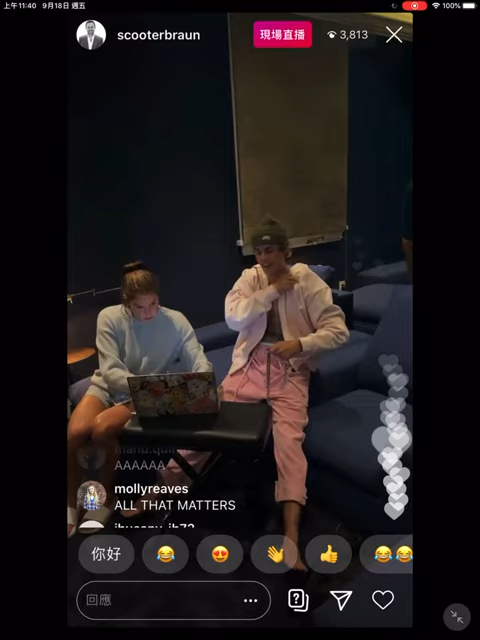 上午11:40 9月18日 週五
100%
scooterbraun
現場直播
3,813
AAAAAA
mollyreaves
ALL THAT MATTERS
你好
回應